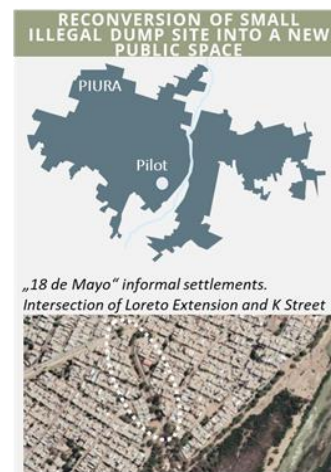 RECONVERSION OF SMALL
ILLEGAL DUMP SITE INTO A NEW
PUBLIC SPACE
PIURA
Pilot
„18 de Mayo“ informal settlements.
Intersection of Loreto Extension and K Street